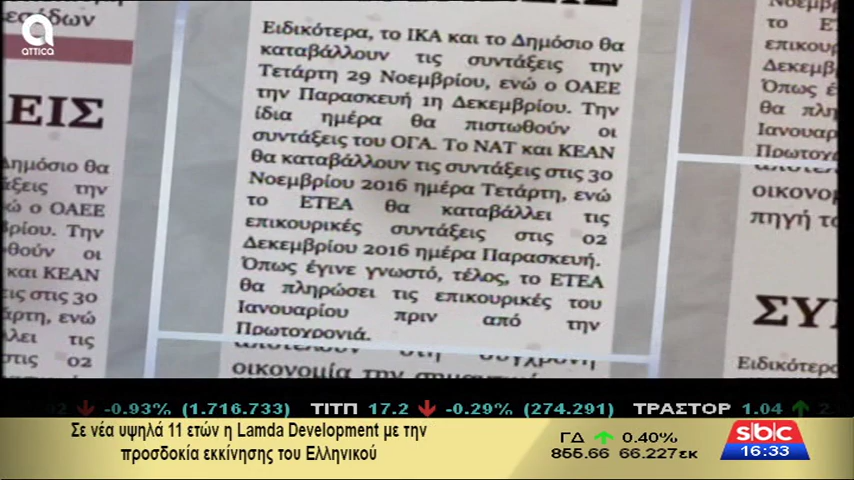 αττica
ΕΙΣ
Δημόσιο θα
ν ο ΟΑΕΕ
και ΚΕΑΝ
εις στις 30
στις 02
Ειδικότερα, το ΙΚΑ και το Δημόσιο θα
καταβάλλουν τις συντάξεις την
Τετάρτη 29 Νοεμβρίου, ενώ ο ΟΑΕΕ
την Παρασκευή 1η Δεκεμβρίου. Την
ίδια ημέρα θα πιστωθούν οι
συντάξεις του ΟΓΑ. Το ΝΑΤ και ΚΕΑΝ
θα καταβάλλουν τις συντάξεις στις 30
Νοεμβρίου 2016 ημέρα Τετάρτη, ενώ
το ΕΤΕΑ θα καταβάλλει τις
επικουρικές συντάξεις στις 02
Δεκεμβρίου 2016 ημέρα Παρασκευή.
Όπως έγινε γνωστό, τέλος, το ΕΤΕΑ
θα πληρώσει τις επικουρικές του
Ιανουαρίου πριν από την
Πρωτοχρονιά.
οικονομία την
Όπως
θα
πηγή
ΣΥ
Ειδικότερα
-0.93% (1.716.733) ΤΙΤΠ 17.2 -0.29% (274.291) ΤΡΑΣΤΟΡ 1.04
Σε νέα υψηλά 11 ετών η Lamda Development με την
προσδοκία εκκίνησης του Ελληνικού
ΓΔ 0.40%
855.66 66.227εκ
sbc
16:33